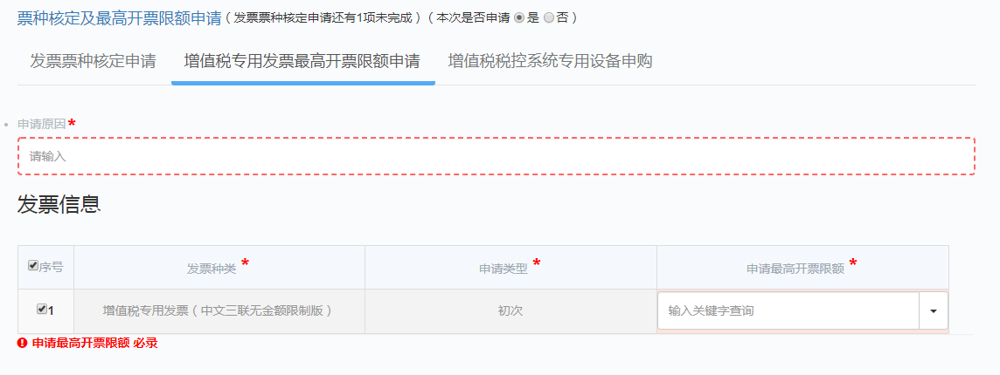 票种核定及最高开票限额申请（发票票种核定申请还有1项未完成）（本次是否申请 是 否）
发票票种核定申请 增值税专用发票最高开票限额申请 增值税税控系统专用设备申购
申请原因*
请输入
发票信息
序号 发票种类 * 申请类型 * 申请最高开票限额 *
1 增值税专用发票（中文三联无金额限制版） 初次 输入关键字查询
申请最高开票限额 必录